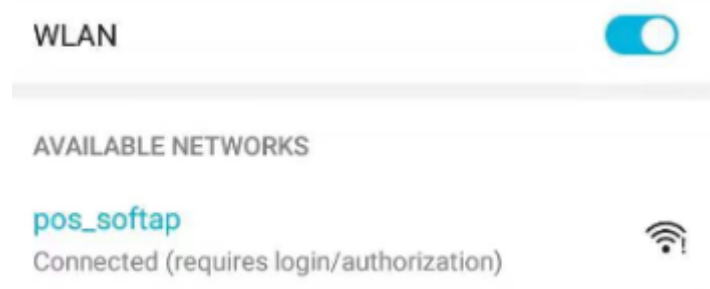 WLAN
AVAILABLE NETWORKS
pos_softap
Connected (requires login/authorization)